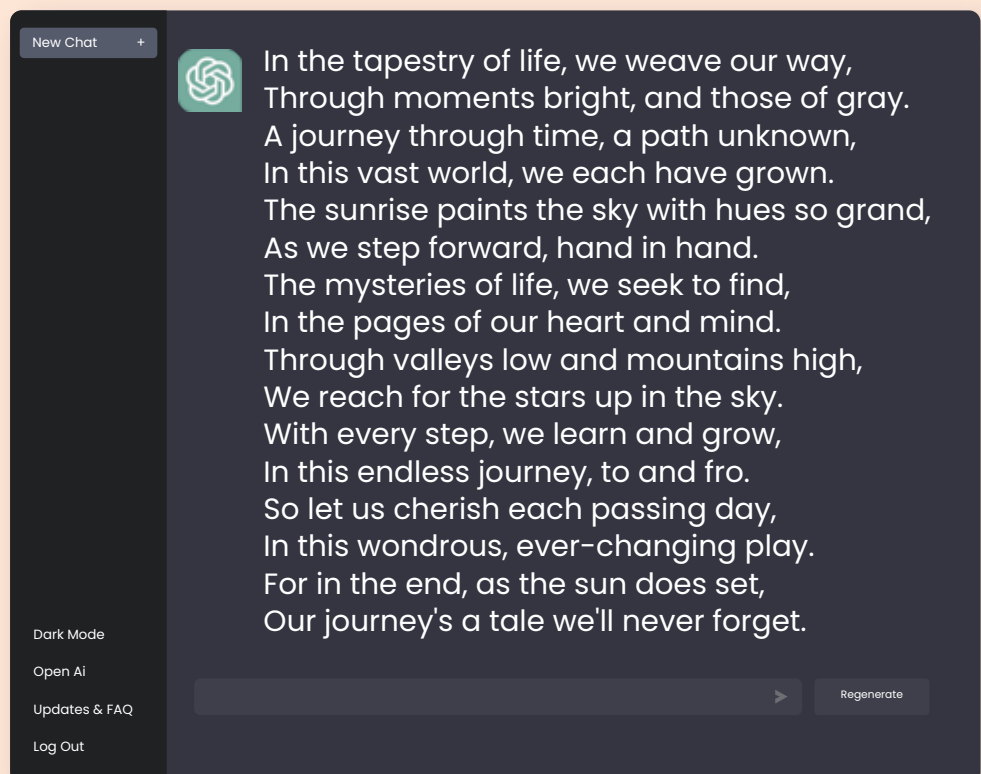 New Chat +
In the tapestry of life, we weave our way,
Through moments bright, and those of gray.
A journey through time, a path unknown,
In this vast world, we each have grown.
The sunrise paints the sky with hues so grand,
As we step forward, hand in hand.
The mysteries of life, we seek to find,
In the pages of our heart and mind.
Through valleys low and mountains high,
We reach for the stars up in the sky.
With every step, we learn and grow,
In this endless journey, to and fro.
So let us cherish each passing day,
In this wondrous, ever-changing play.
For in the end, as the sun does set,
Our journey's a tale we'll never forget.
Dark Mode
Open Ai
Updates & FAQ
Log Out
Regenerate